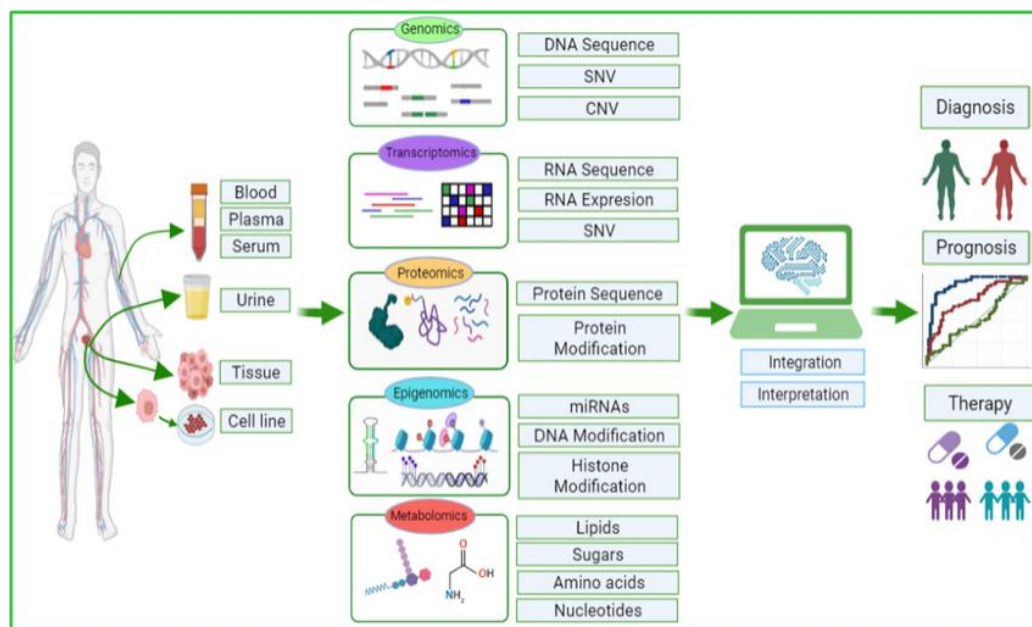 Blood
Plasma
Serum
Urine
Tissue
Cell line
Genomics
DNA Sequence
SNV
CNV
Transcriptomics
RNA Sequence
RNA Expresion
SNV
Proteomics
Protein Sequence
Protein
Modification
Epigenomics
miRNAs
DNA Modification
Histone
Modification
Metabolomics
O
OH
NH₂
Lipids
Sugars
Amino acids
Nucleotides
Integration
Interpretation
Diagnosis
Prognosis
Therapy